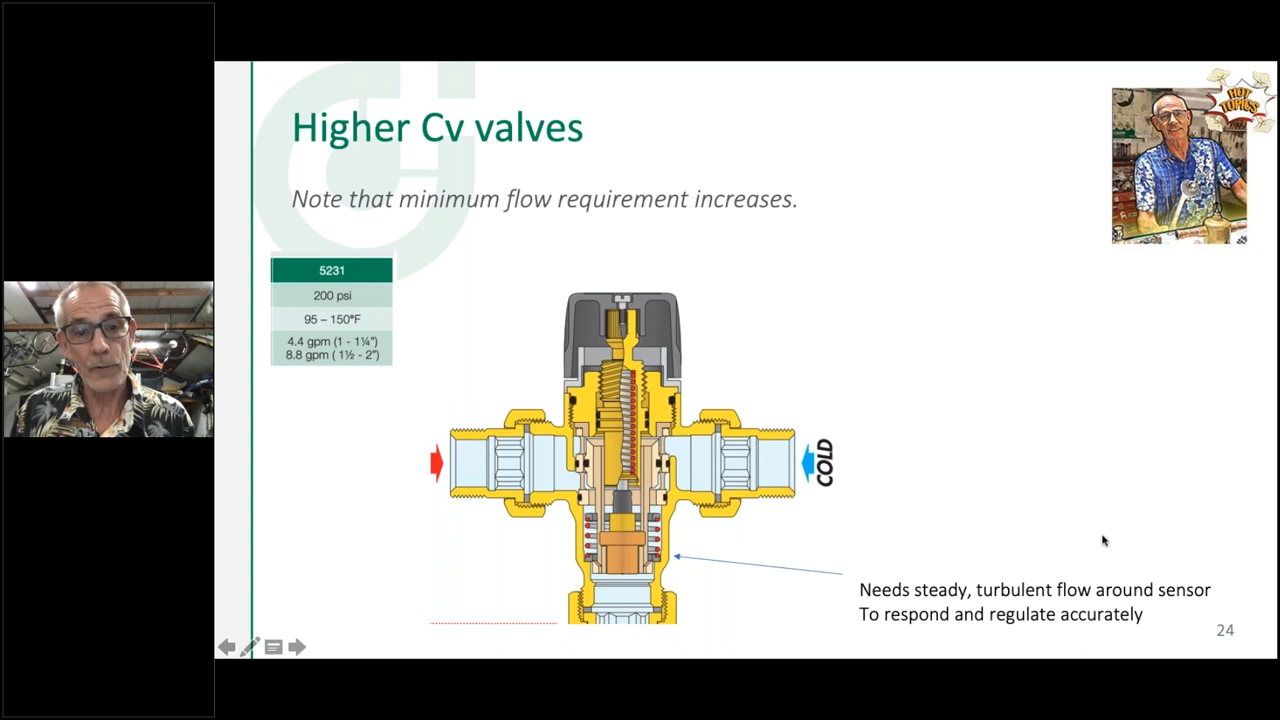 Higher Cv valves
HOT
TOPICS
Note that minimum flow requirement increases.
5231
200 psi
95 – 150°F
4.4 gpm (1 - 1¼")
8.8 gpm ( 1½ - 2")
COLD
Needs steady, turbulent flow around sensor
To respond and regulate accurately
24